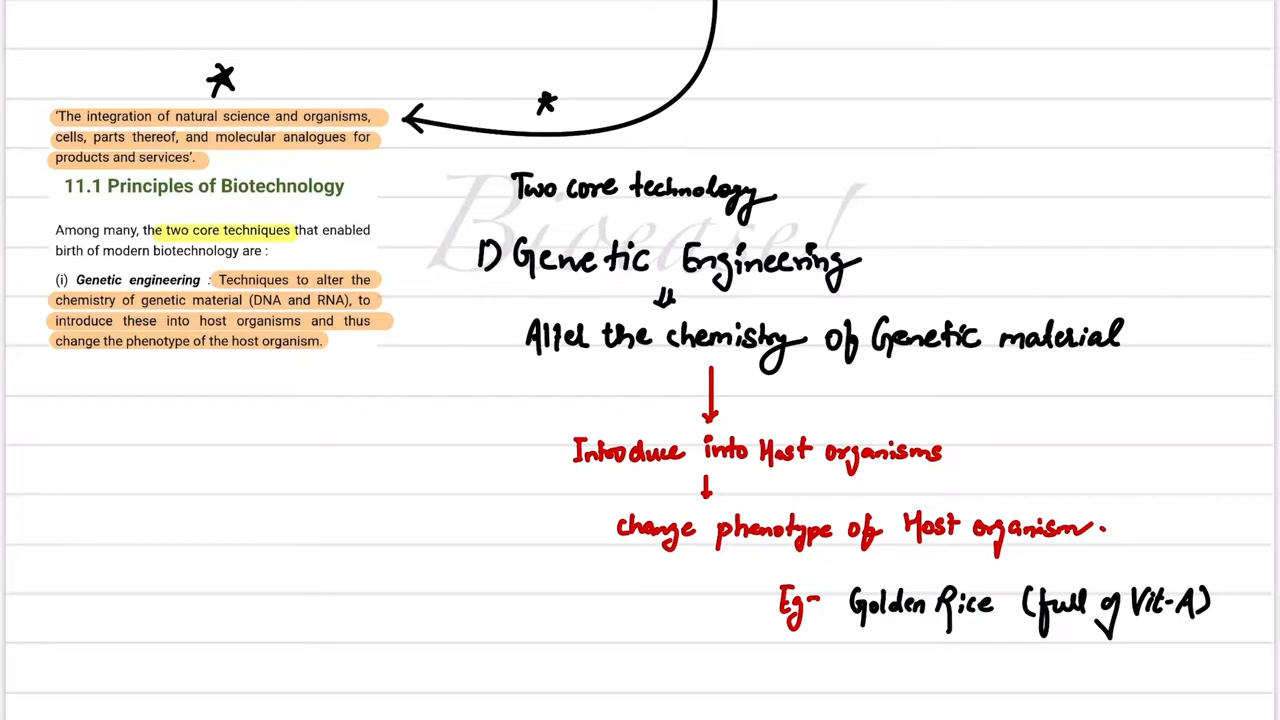 'The integration of natural science and organisms,
cells, parts thereof, and molecular analogues for
products and services'.
11.1 Principles of Biotechnology
Among many, the two core techniques that enabled
birth of modern biotechnology are :
(i) Genetic engineering : Techniques to alter the
chemistry of genetic material (DNA and RNA), to
introduce these into host organisms and thus
change the phenotype of the host organism.
Bioease!
Two core technology
1) Genetic Engineering
Alter the chemistry of Genetic material
Introduce into Host organisms
change phenotype of Host organism.
Eg- Golden Rice (full of Vit-A)